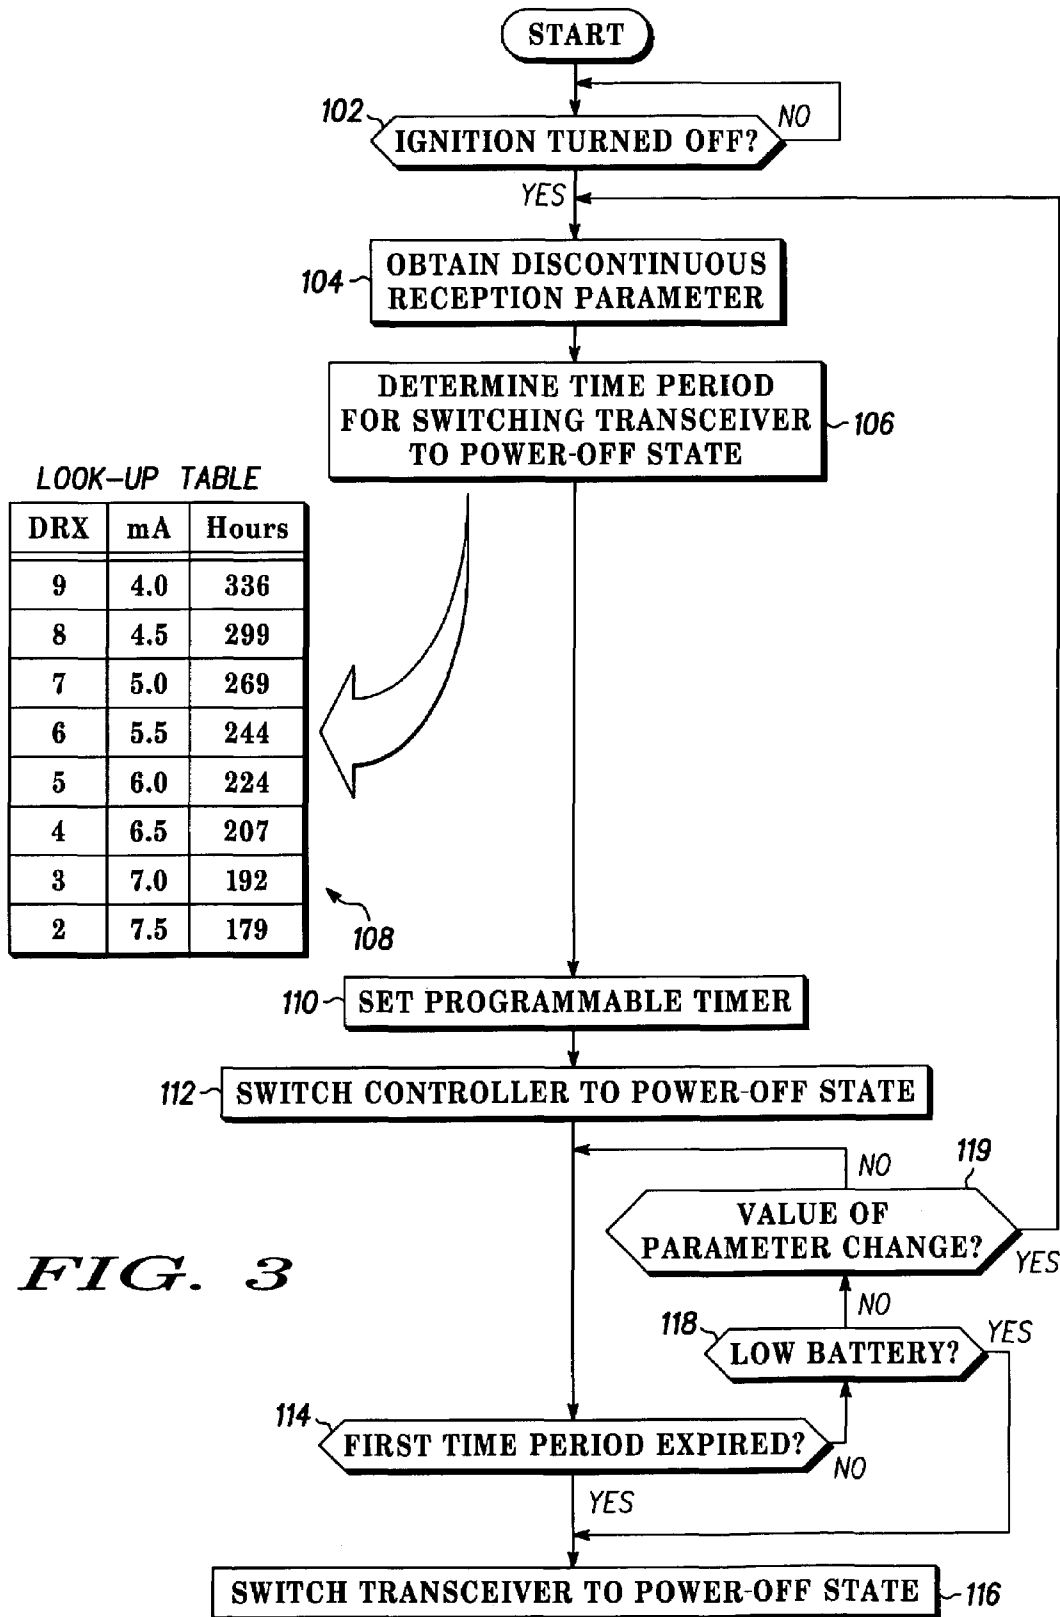 START
102
IGNITION TURNED OFF?
NO
YES
104
OBTAIN DISCONTINUOUS
RECEPTION PARAMETER
DETERMINE TIME PERIOD
FOR SWITCHING TRANSCEIVER
TO POWER-OFF STATE
106
LOOK-UP TABLE
DRX mA Hours
9 4.0 336
8 4.5 299
7 5.0 269
6 5.5 244
5 6.0 224
4 6.5 207
3 7.0 192
2 7.5 179
108
110
SET PROGRAMMABLE TIMER
112
SWITCH CONTROLLER TO POWER-OFF STATE
NO
119
VALUE OF
PARAMETER CHANGE?
YES
NO
118
LOW BATTERY?
YES
114
FIRST TIME PERIOD EXPIRED?
NO
YES
SWITCH TRANSCEIVER TO POWER-OFF STATE
116
FIG. 3